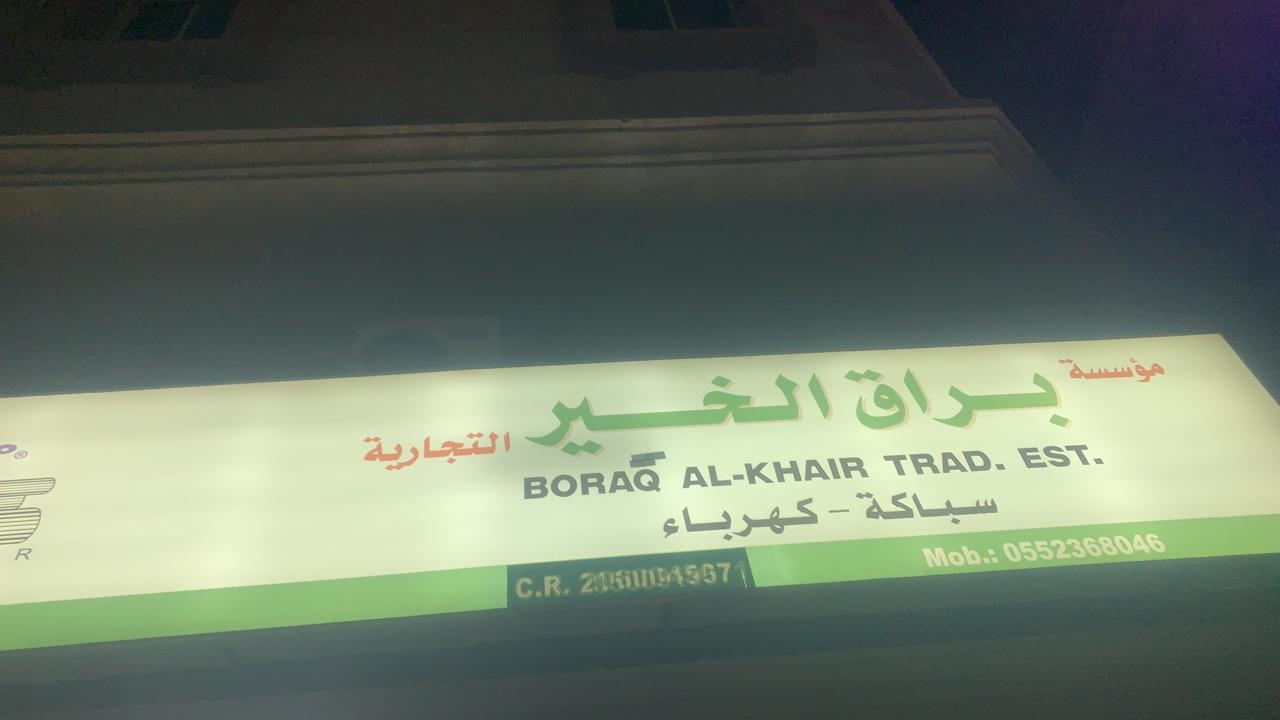 مؤسسة براق الخير التجارية
BORAQ AL-KHAIR TRAD. EST.
سباكة - كهرباء
Mob.: 0552368046
C.R.
R